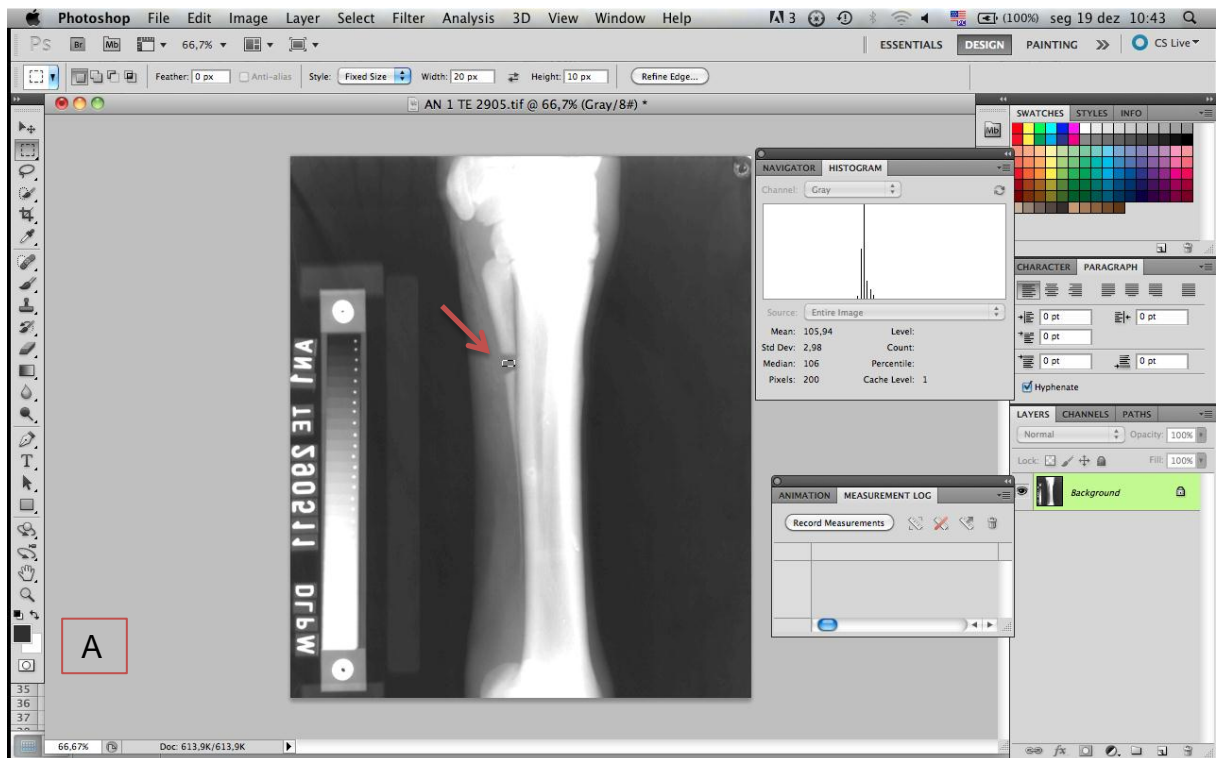 Photoshop File Edit Image Layer Select Filter Analysis 3D View Window Help 3 (100%) seg 19 dez 10:43
Ps Br Mb 66,7% ESSENTIALS DESIGN PAINTING >> CS Live
Feather: 0 px Anti-alias Style: Fixed Size Width: 20 px Height: 10 px Refine Edge...
AN 1 TE 2905.tif @ 66,7% (Gray/8#) *
Mb
SWATCHES STYLES INFO
NAVIGATOR HISTOGRAM
Channel: Gray
Source: Entire Image
Mean: 105,94 Level:
Std Dev: 2,98 Count:
Median: 106 Percentile:
Pixels: 200 Cache Level: 1
CHARACTER PARAGRAPH
0 pt 0 pt
0 pt
0 pt 0 pt
Hyphenate
LAYERS CHANNELS PATHS
Normal Opacity: 100%
Lock: Fill: 100%
Background
ANIMATION MEASUREMENT LOG
Record Measurements
AN1 TE 290511 DLPW
A
35
36
37
66,67% Doc: 613,9K/613,9K
fx